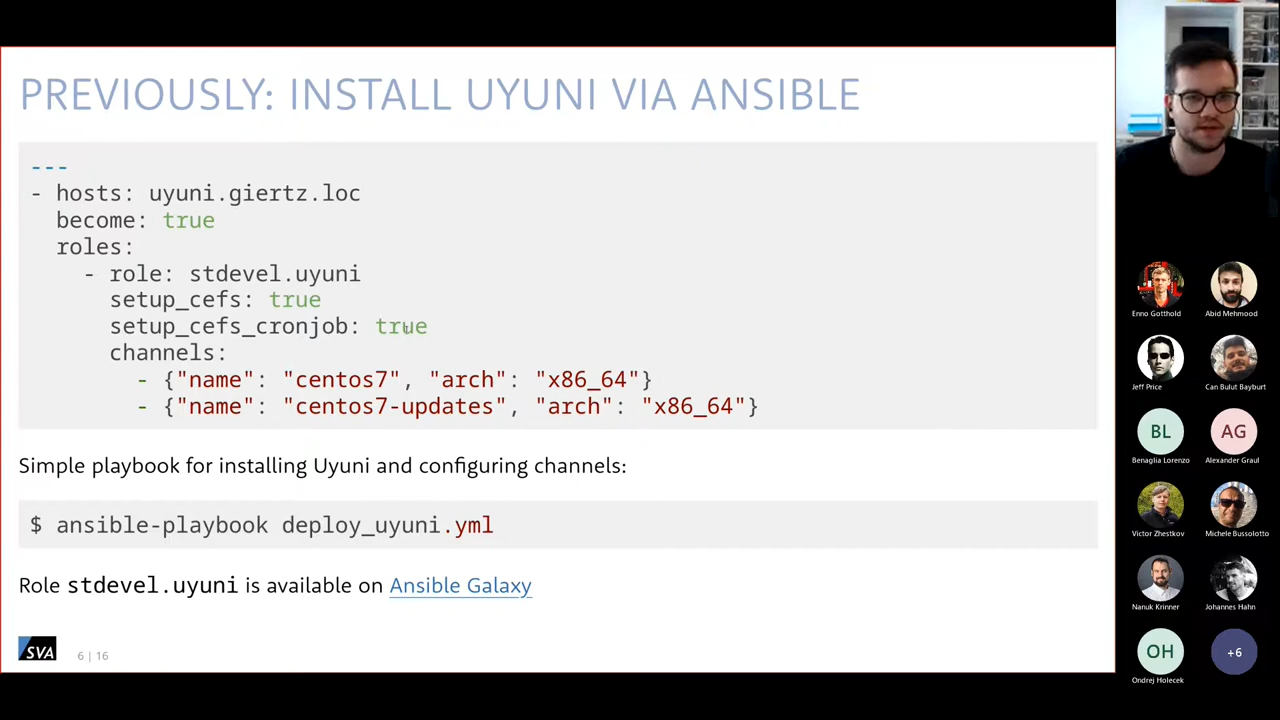 PREVIOUSLY: INSTALL UYUNI VIA ANSIBLE
---
- hosts: uyuni.giertz.loc
become: true
roles:
- role: stdevel.uyuni
setup_cefs: true
setup_cefs_cronjob: true
channels:
- {"name": "centos7", "arch": "x86_64"}
- {"name": "centos7-updates", "arch": "x86_64"}
Simple playbook for installing Uyuni and configuring channels:
$ ansible-playbook deploy_uyuni.yml
Role stdevel.uyuni is available on Ansible Galaxy
SVA
6 | 16
Enno Gotthold
Abid Mehmood
Jeff Price
Can Bulut Bayburt
BL
AG
Benaglia Lorenzo
Alexander Graul
Victor Zhestkov
Michele Bussolotto
Nanuk Krinner
Johannes Hahn
OH
+6
Ondrej Holecek